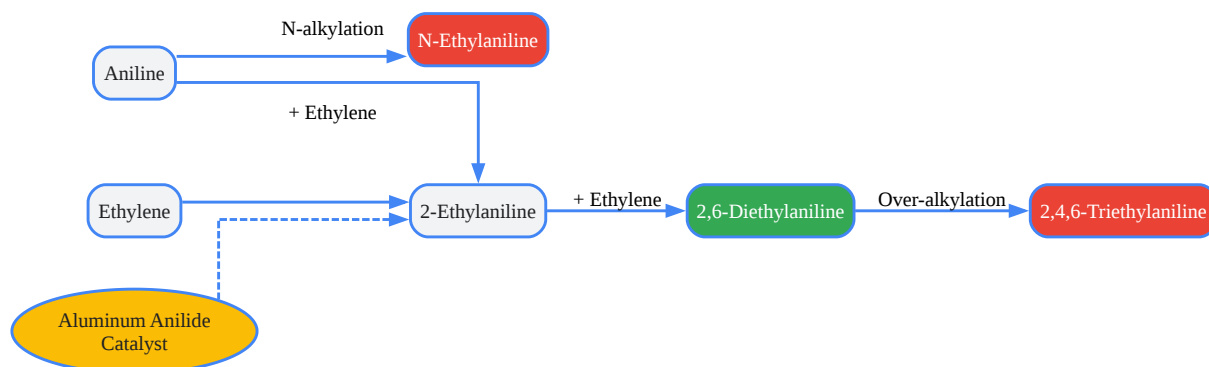 N-alkylation
N-Ethylaniline
Aniline
+ Ethylene
Ethylene
2-Ethylaniline
+ Ethylene
2,6-Diethylaniline
Over-alkylation
2,4,6-Triethylaniline
Aluminum Anilide
Catalyst